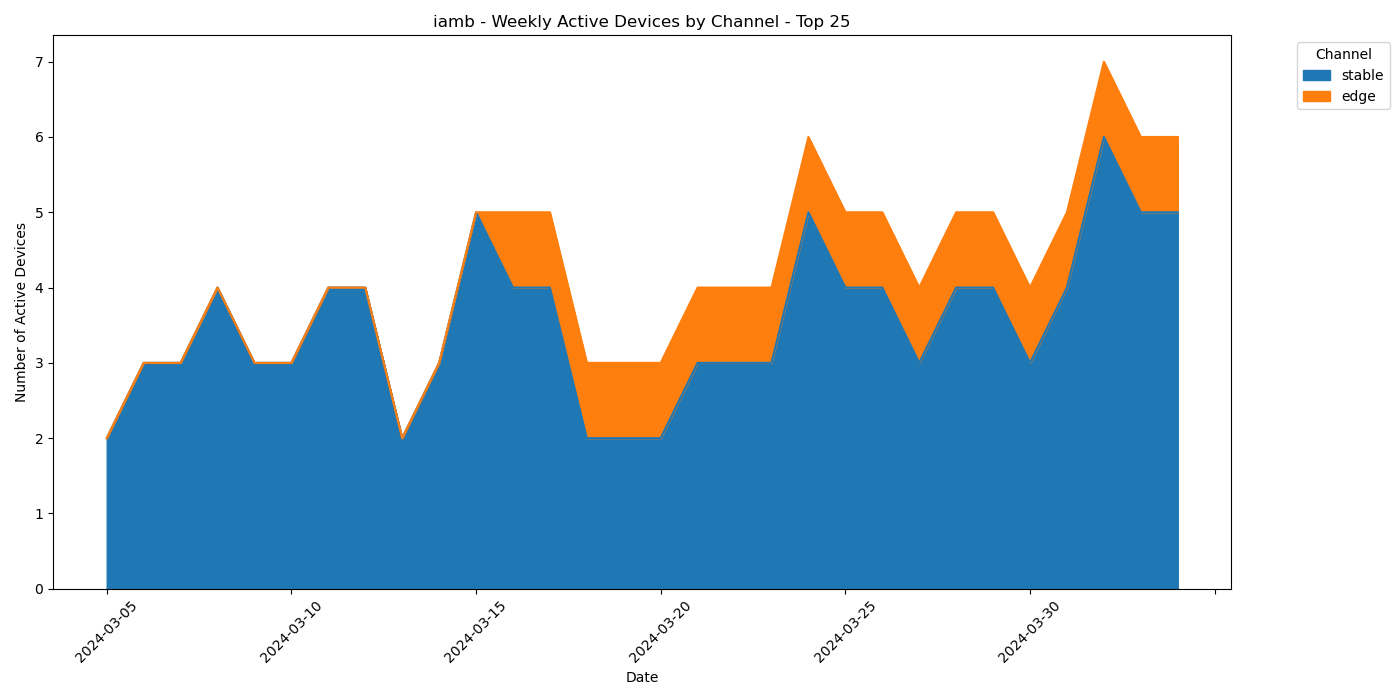 iamb - Weekly Active Devices by Channel - Top 25
Channel
stable
edge
Number of Active Devices
7
6
5
4
3
2
1
0
2024-03-05
2024-03-10
2024-03-15
2024-03-20
2024-03-25
2024-03-30
Date